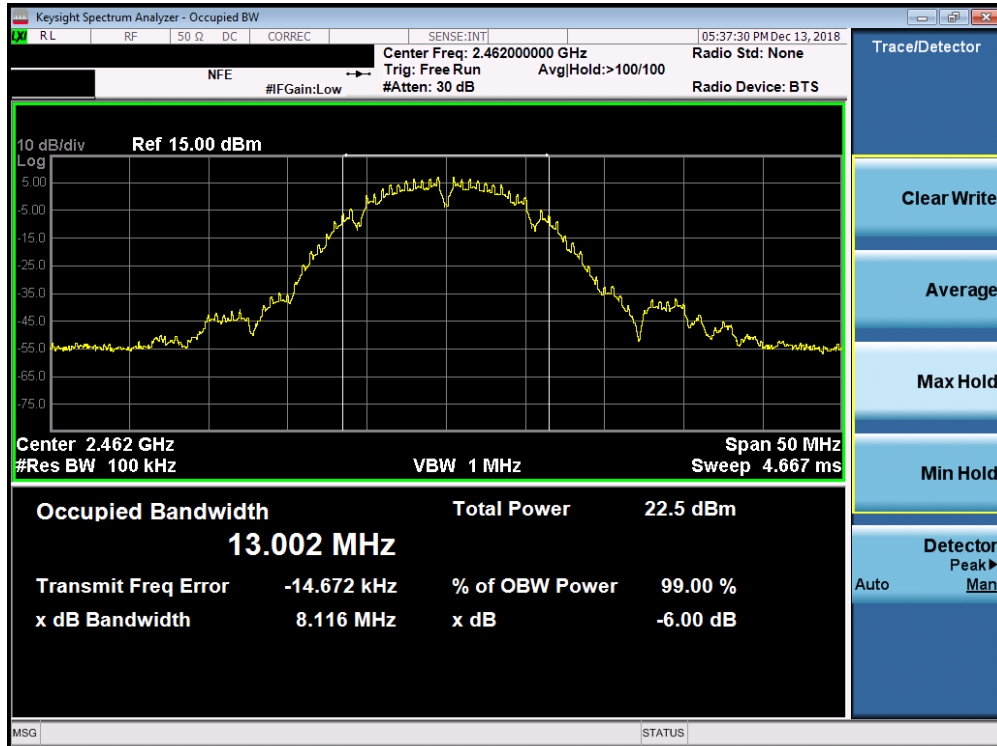 Keysight Spectrum Analyzer - Occupied BW
LXI RL RF 50 Ω DC CORREC SENSE:INT 05:37:30 PM Dec 13, 2018
Center Freq: 2.462000000 GHz Radio Std: None
NFE Trig: Free Run Avg|Hold:>100/100
#IFGain:Low #Atten: 30 dB Radio Device: BTS
Trace/Detector
10 dB/div Ref 15.00 dBm
Log
5.00
-5.00
-15.0
-25.0
-35.0
-45.0
-55.0
-65.0
-75.0
Center 2.462 GHz Span 50 MHz
#Res BW 100 kHz VBW 1 MHz Sweep 4.667 ms
Occupied Bandwidth Total Power 22.5 dBm
13.002 MHz
Transmit Freq Error -14.672 kHz % of OBW Power 99.00 %
x dB Bandwidth 8.116 MHz x dB -6.00 dB
Clear Write
Average
Max Hold
Min Hold
Detector
Peak▶
Auto Man
MSG STATUS